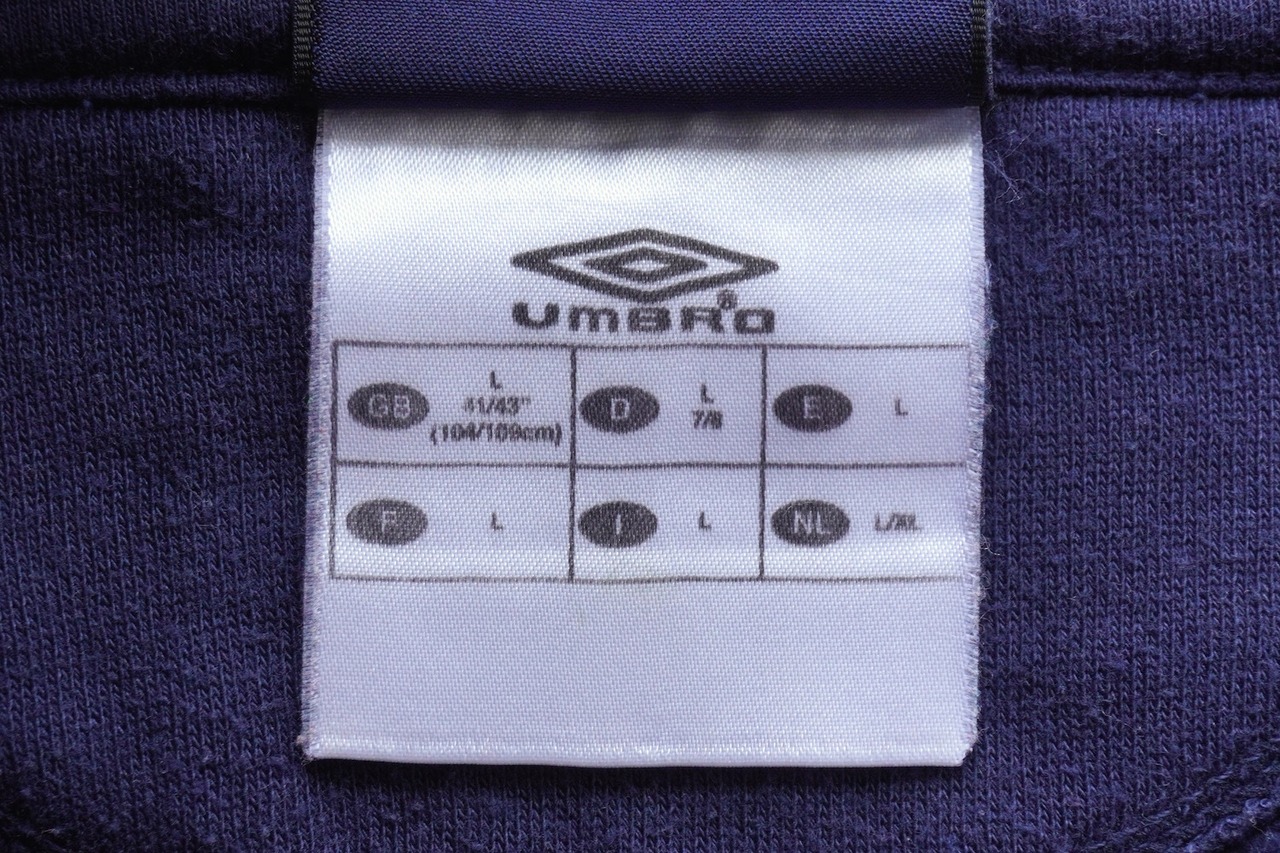 UMBRO®
GB L 41/43" (104/109cm)
D L 7/8
E L
F L
I L
NL L/XL